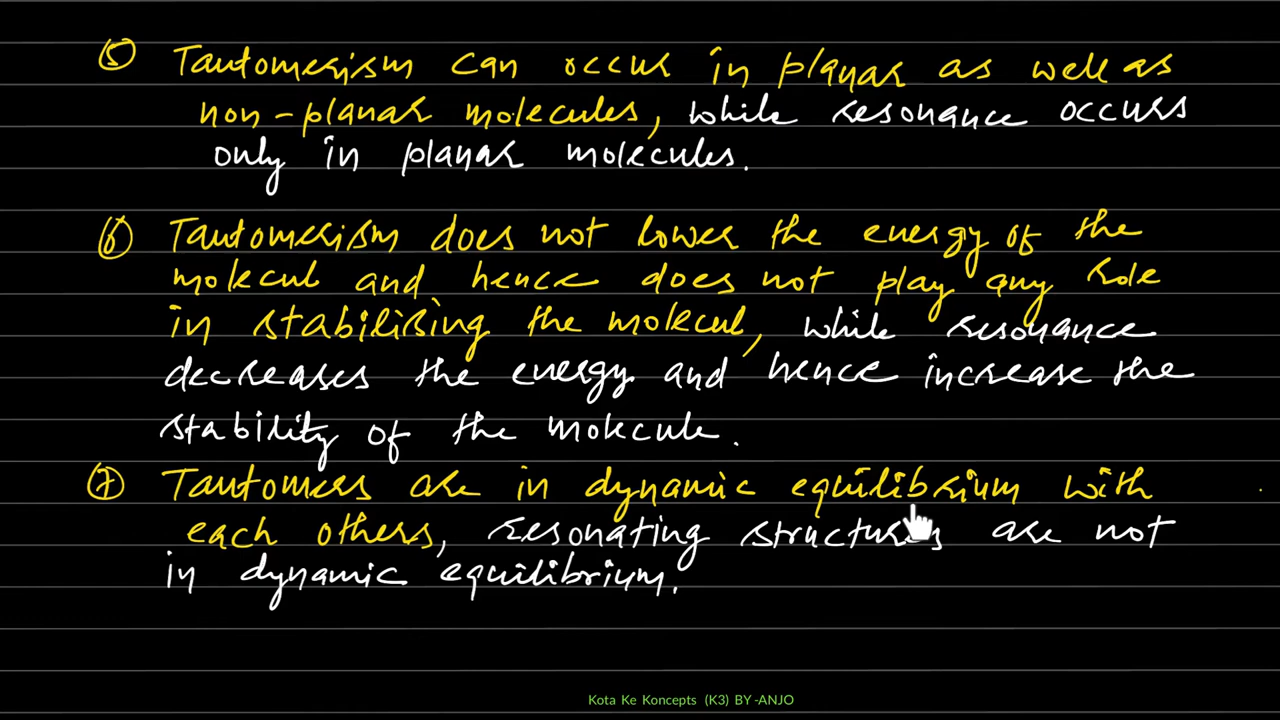 ⑤ Tautomerism can occur in planar as well as
non-planar molecules, while resonance occurs
only in planar molecules.
⑥ Tautomerism does not lower the energy of the
molecul and hence does not play any role
in stabilising the molecul, while resonance
decreases the energy and hence increase the
stability of the molecule.
⑦ Tautomers are in dynamic equilibrium with
each others, resonating structures are not
in dynamic equilibrium.
Kota Ke Koncepts (K3) BY -ANJO